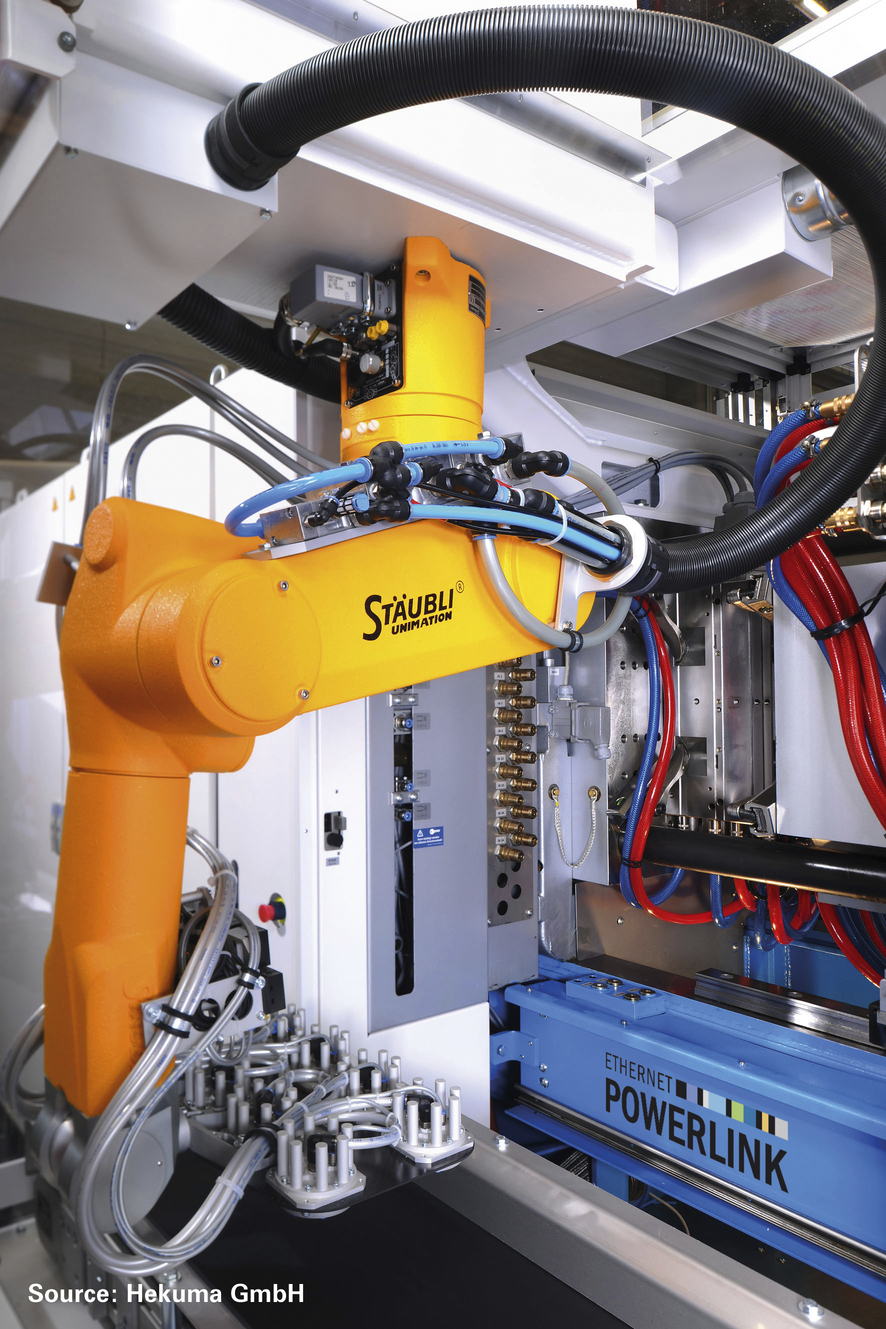 STÄUBLI®
UNIMATION
ETHERNET
POWERLINK
Source: Hekuma GmbH